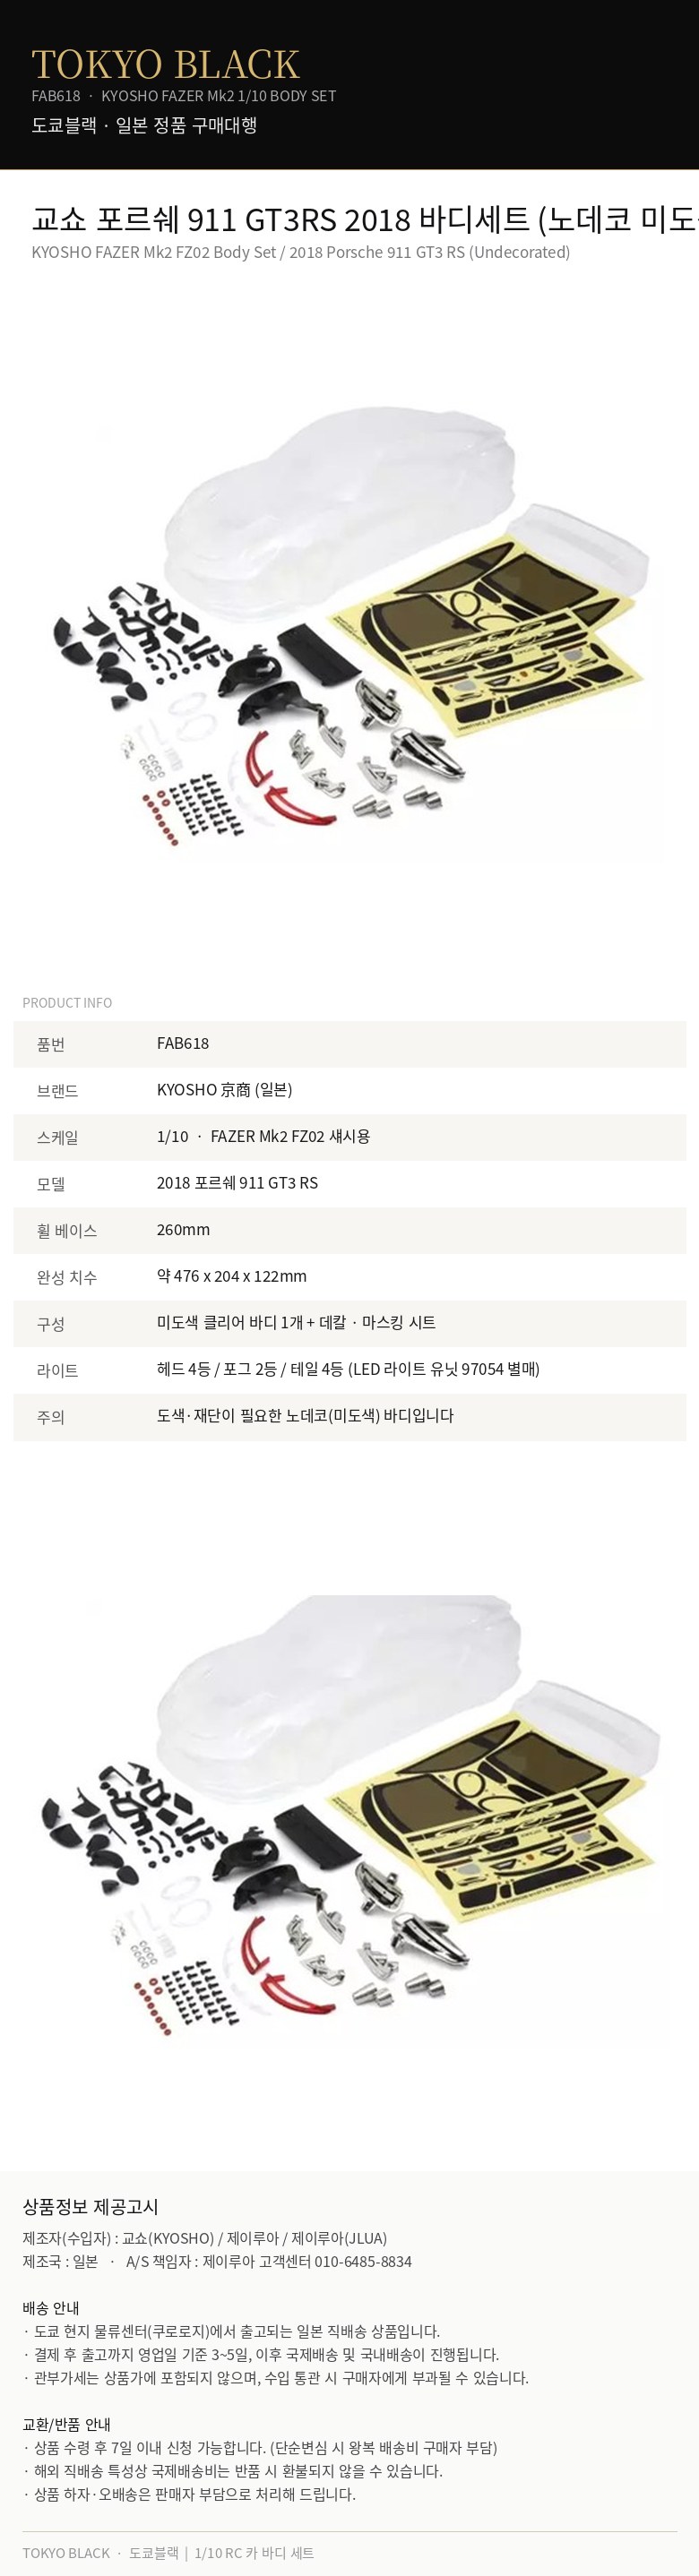 TOKYO BLACK
FAB618 · KYOSHO FAZER Mk2 1/10 BODY SET
도쿄블랙 · 일본 정품 구매대행
교쇼 포르쉐 911 GT3RS 2018 바디세트 (노데코 미도
KYOSHO FAZER Mk2 FZ02 Body Set / 2018 Porsche 911 GT3 RS (Undecorated)
PRODUCT INFO
품번 FAB618
브랜드 KYOSHO 京商 (일본)
스케일 1/10 · FAZER Mk2 FZ02 섀시용
모델 2018 포르쉐 911 GT3 RS
휠 베이스 260mm
완성 치수 약 476 x 204 x 122mm
구성 미도색 클리어 바디 1개 + 데칼 · 마스킹 시트
라이트 헤드 4등 / 포그 2등 / 테일 4등 (LED 라이트 유닛 97054 별매)
주의 도색·재단이 필요한 노데코(미도색) 바디입니다
상품정보 제공고시
제조자(수입자) : 교쇼(KYOSHO) / 제이루아 / 제이루아(JLUA)
제조국 : 일본 · A/S 책임자 : 제이루아 고객센터 010-6485-8834
배송 안내
· 도쿄 현지 물류센터(쿠로로지)에서 출고되는 일본 직배송 상품입니다.
· 결제 후 출고까지 영업일 기준 3~5일, 이후 국제배송 및 국내배송이 진행됩니다.
· 관부가세는 상품가에 포함되지 않으며, 수입 통관 시 구매자에게 부과될 수 있습니다.
교환/반품 안내
· 상품 수령 후 7일 이내 신청 가능합니다. (단순변심 시 왕복 배송비 구매자 부담)
· 해외 직배송 특성상 국제배송비는 반품 시 환불되지 않을 수 있습니다.
· 상품 하자·오배송은 판매자 부담으로 처리해 드립니다.
TOKYO BLACK · 도쿄블랙 | 1/10 RC 카 바디 세트